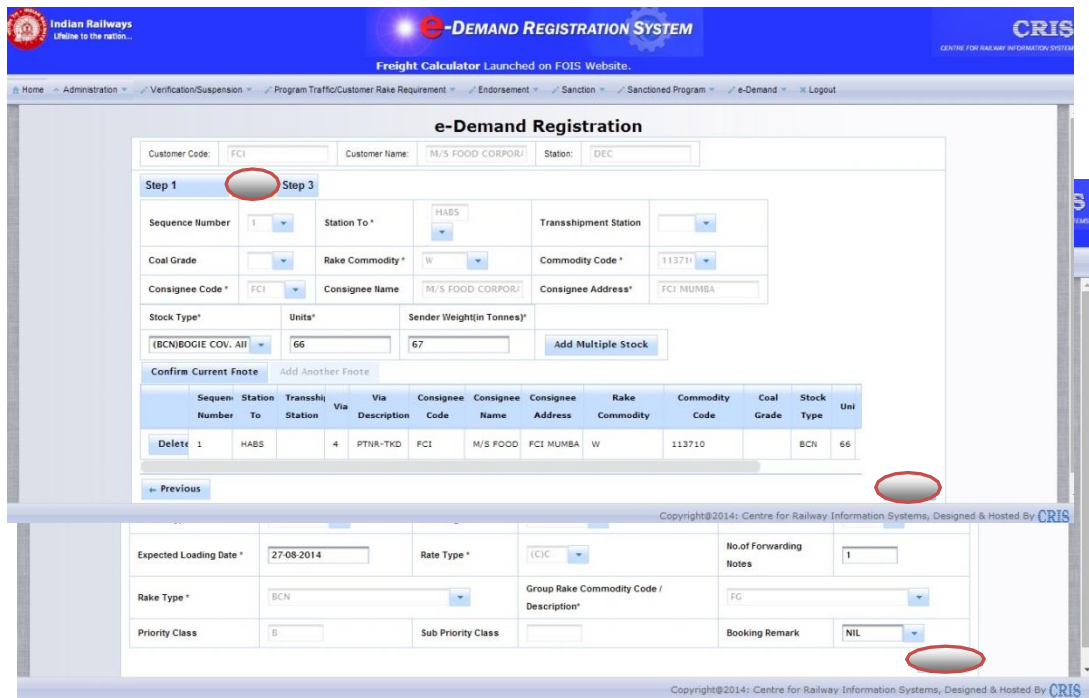 Indian Railways
Lifeline to the nation...
e-DEMAND REGISTRATION SYSTEM
CRIS
CENTRE FOR RAILWAY INFORMATION SYSTEM
Freight Calculator Launched on FOIS Website.
Home Administration Verification/Suspension Program Traffic/Customer Rake Requirement Endorsement Sanction Sanctioned Program e-Demand Logout
e-Demand Registration
Customer Code: FCI Customer Name: M/S FOOD CORPOR Station: DEC
Step 1 Step 3
Sequence Number 1 Station To * HABS Transshipment Station
Coal Grade Rake Commodity * W Commodity Code * 11371
Consignee Code * FCI Consignee Name M/S FOOD CORPOR Consignee Address* FCI MUMBA
Stock Type* Units* Sender Weight(in Tonnes)*
(BCN)BOGIE COV. All 66 67 Add Multiple Stock
Confirm Current Fnote Add Another Fnote
Sequen Station Transship Via Via Consignee Consignee Consignee Rake Commodity Coal Stock Uni
Number To Station Description Code Name Address Commodity Code Grade Type
Delete 1 HABS 4 PTNR-TKD FCI M/S FOOD FCI MUMBA W 113710 BCN 66
← Previous
Copyright@2014: Centre for Railway Information Systems, Designed & Hosted By CRIS
Expected Loading Date * 27-08-2014 Rate Type * (C)C No.of Forwarding Notes 1
Rake Type * BCN Group Rake Commodity Code / Description* FG
Priority Class B Sub Priority Class Booking Remark NIL
Copyright@2014: Centre for Railway Information Systems, Designed & Hosted By CRIS